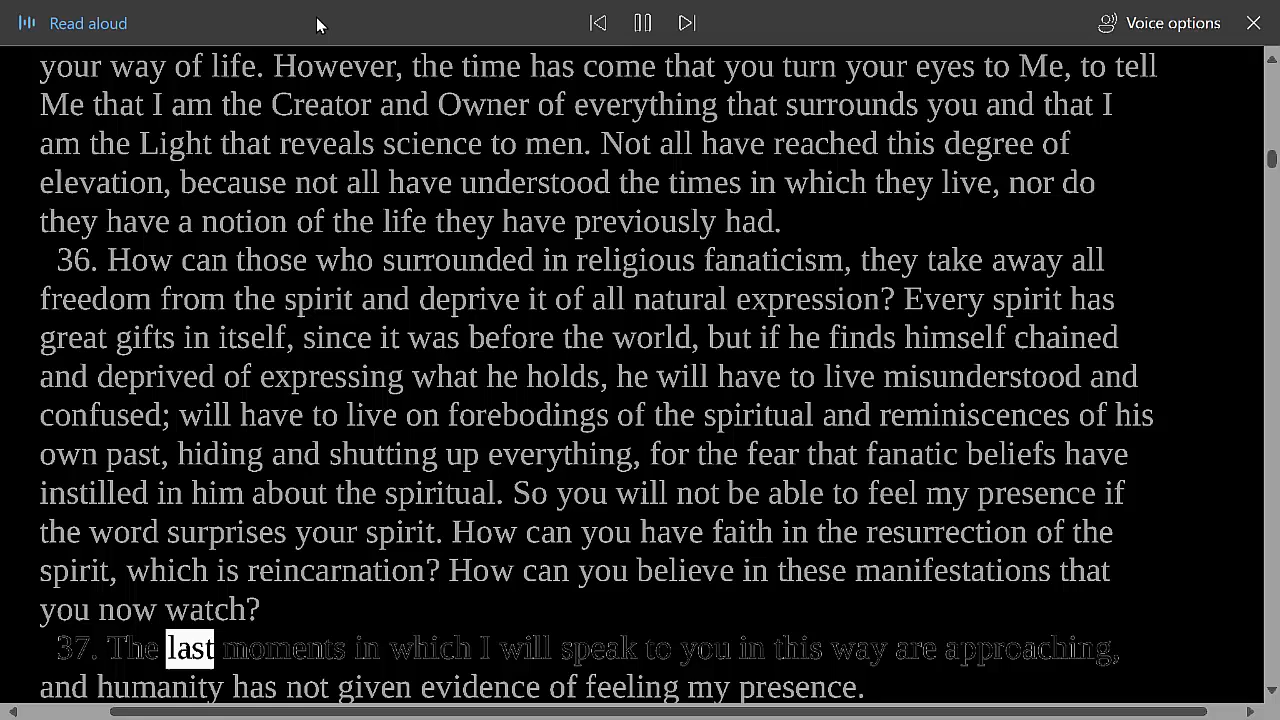 Read aloud
Voice options
your way of life. However, the time has come that you turn your eyes to Me, to tell
Me that I am the Creator and Owner of everything that surrounds you and that I
am the Light that reveals science to men. Not all have reached this degree of
elevation, because not all have understood the times in which they live, nor do
they have a notion of the life they have previously had.
36. How can those who surrounded in religious fanaticism, they take away all
freedom from the spirit and deprive it of all natural expression? Every spirit has
great gifts in itself, since it was before the world, but if he finds himself chained
and deprived of expressing what he holds, he will have to live misunderstood and
confused; will have to live on forebodings of the spiritual and reminiscences of his
own past, hiding and shutting up everything, for the fear that fanatic beliefs have
instilled in him about the spiritual. So you will not be able to feel my presence if
the word surprises your spirit. How can you have faith in the resurrection of the
spirit, which is reincarnation? How can you believe in these manifestations that
you now watch?
37. The last moments in which I will speak to you in this way are approaching,
and humanity has not given evidence of feeling my presence.